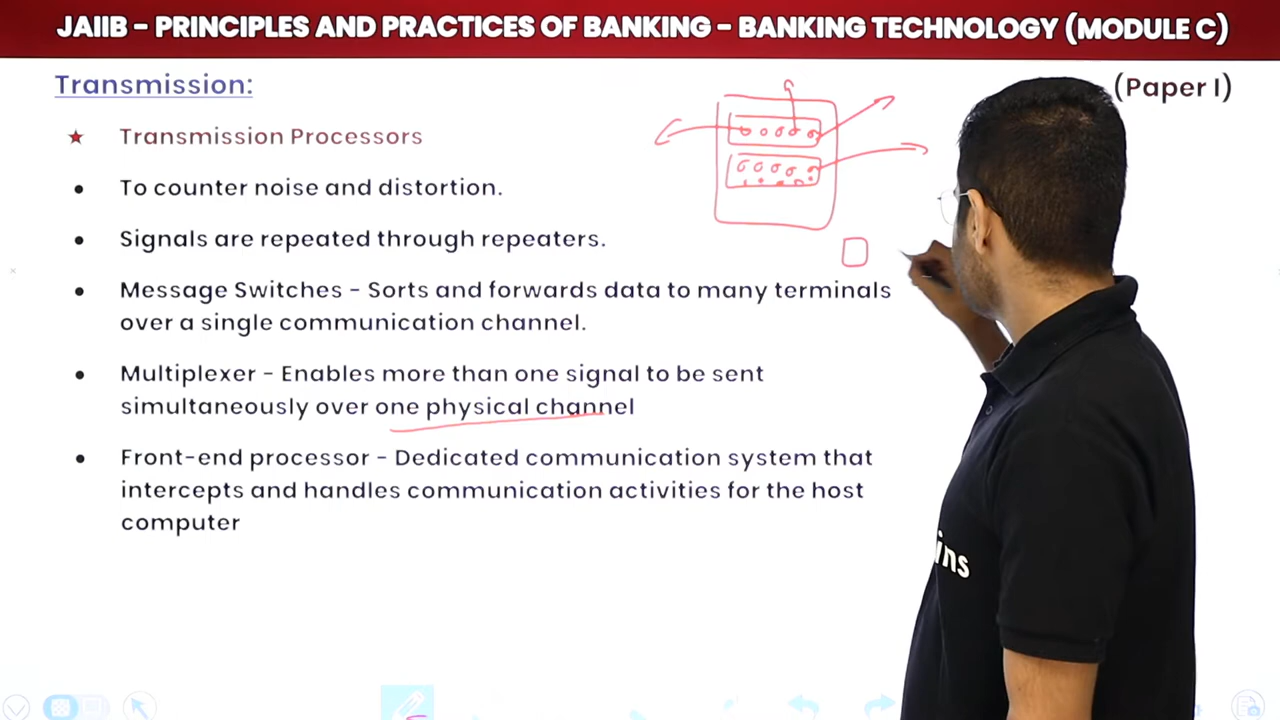 JAIIB - PRINCIPLES AND PRACTICES OF BANKING - BANKING TECHNOLOGY (MODULE C)
Transmission:
(Paper I)
★ Transmission Processors
• To counter noise and distortion.
• Signals are repeated through repeaters.
• Message Switches - Sorts and forwards data to many terminals
over a single communication channel.
• Multiplexer - Enables more than one signal to be sent
simultaneously over one physical channel
• Front-end processor - Dedicated communication system that
intercepts and handles communication activities for the host
computer
ins